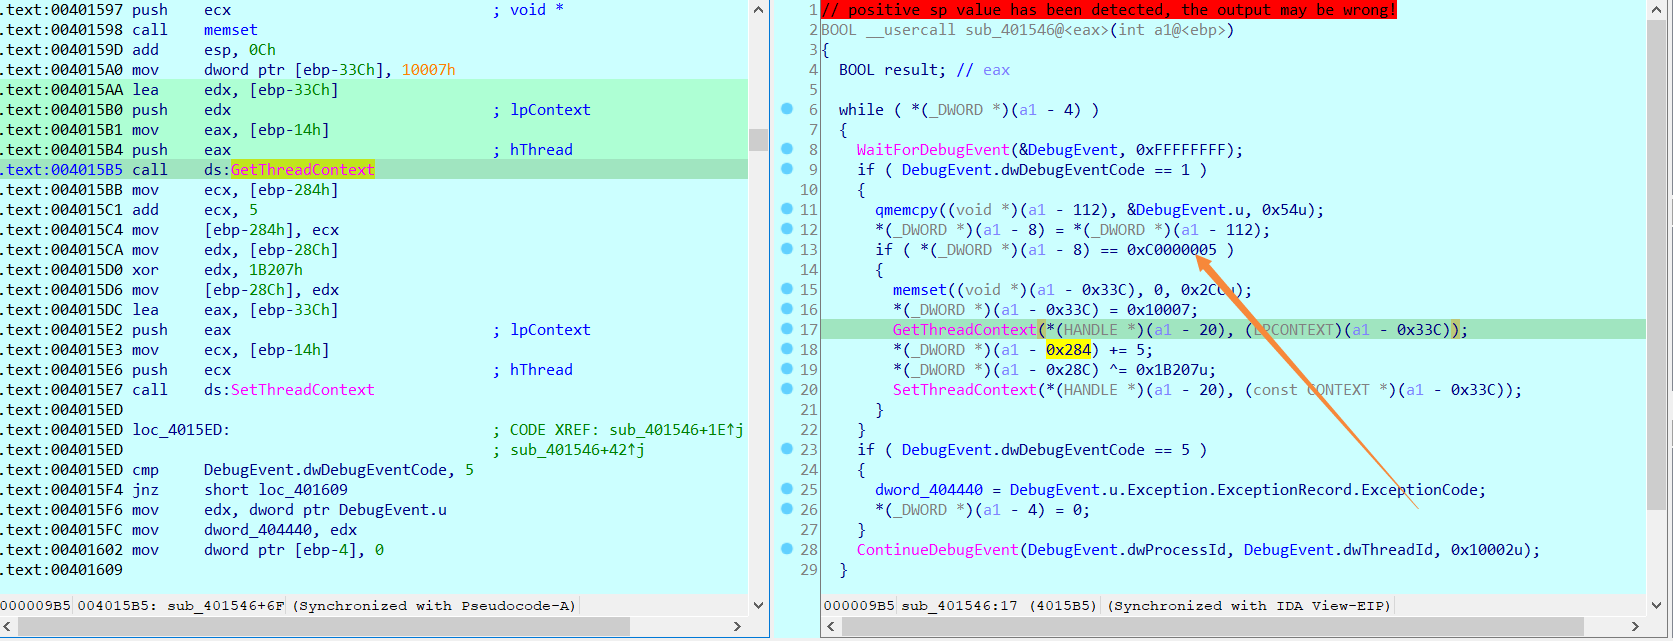 .text:00401597 push    ecx             ; void *
.text:00401598 call    memset
.text:0040159D add     esp, 0Ch
.text:004015A0 mov     dword ptr [ebp-33Ch], 10007h
.text:004015AA lea     edx, [ebp-33Ch]
.text:004015B0 push    edx             ; lpContext
.text:004015B1 mov     eax, [ebp-14h]
.text:004015B4 push    eax             ; hThread
.text:004015B5 call    ds:GetThreadContext
.text:004015BB mov     ecx, [ebp-284h]
.text:004015C1 add     ecx, 5
.text:004015C4 mov     [ebp-284h], ecx
.text:004015CA mov     edx, [ebp-28Ch]
.text:004015D0 xor     edx, 1B207h
.text:004015D6 mov     [ebp-28Ch], edx
.text:004015DC lea     eax, [ebp-33Ch]
.text:004015E2 push    eax             ; lpContext
.text:004015E3 mov     ecx, [ebp-14h]
.text:004015E6 push    ecx             ; hThread
.text:004015E7 call    ds:SetThreadContext
.text:004015ED
.text:004015ED loc_4015ED:             ; CODE XREF: sub_401546+1E↑j
.text:004015ED                         ; sub_401546+42↑j
.text:004015ED cmp     DebugEvent.dwDebugEventCode, 5
.text:004015F4 jnz     short loc_401609
.text:004015F6 mov     edx, dword ptr DebugEvent.u
.text:004015FC mov     dword_404440, edx
.text:00401602 mov     dword ptr [ebp-4], 0
.text:00401609
000009B5 004015B5: sub_401546+6F (Synchronized with Pseudocode-A)
1 // positive sp value has been detected, the output may be wrong!
2 BOOL __usercall sub_401546@<eax>(int a1@<ebp>)
3 {
4   BOOL result; // eax
5
6   while ( *(_DWORD *)(a1 - 4) )
7   {
8     WaitForDebugEvent(&DebugEvent, 0xFFFFFFFF);
9     if ( DebugEvent.dwDebugEventCode == 1 )
10     {
11       qmemcpy((void *)(a1 - 112), &DebugEvent.u, 0x54u);
12       *(_DWORD *)(a1 - 8) = *(_DWORD *)(a1 - 112);
13       if ( *(_DWORD *)(a1 - 8) == 0xC0000005 )
14       {
15         memset((void *)(a1 - 0x33C), 0, 0x2CCu);
16         *(_DWORD *)(a1 - 0x33C) = 0x10007;
17         GetThreadContext(*(HANDLE *)(a1 - 20), (LPCONTEXT)(a1 - 0x33C));
18         *(_DWORD *)(a1 - 0x284) += 5;
19         *(_DWORD *)(a1 - 0x28C) ^= 0x1B207u;
20         SetThreadContext(*(HANDLE *)(a1 - 20), (const CONTEXT *)(a1 - 0x33C));
21       }
22     }
23     if ( DebugEvent.dwDebugEventCode == 5 )
24     {
25       dword_404440 = DebugEvent.u.Exception.ExceptionRecord.ExceptionCode;
26       *(_DWORD *)(a1 - 4) = 0;
27     }
28     ContinueDebugEvent(DebugEvent.dwProcessId, DebugEvent.dwThreadId, 0x10002u);
29   }
000009B5 sub_401546:17 (4015B5) (Synchronized with IDA View-EIP)